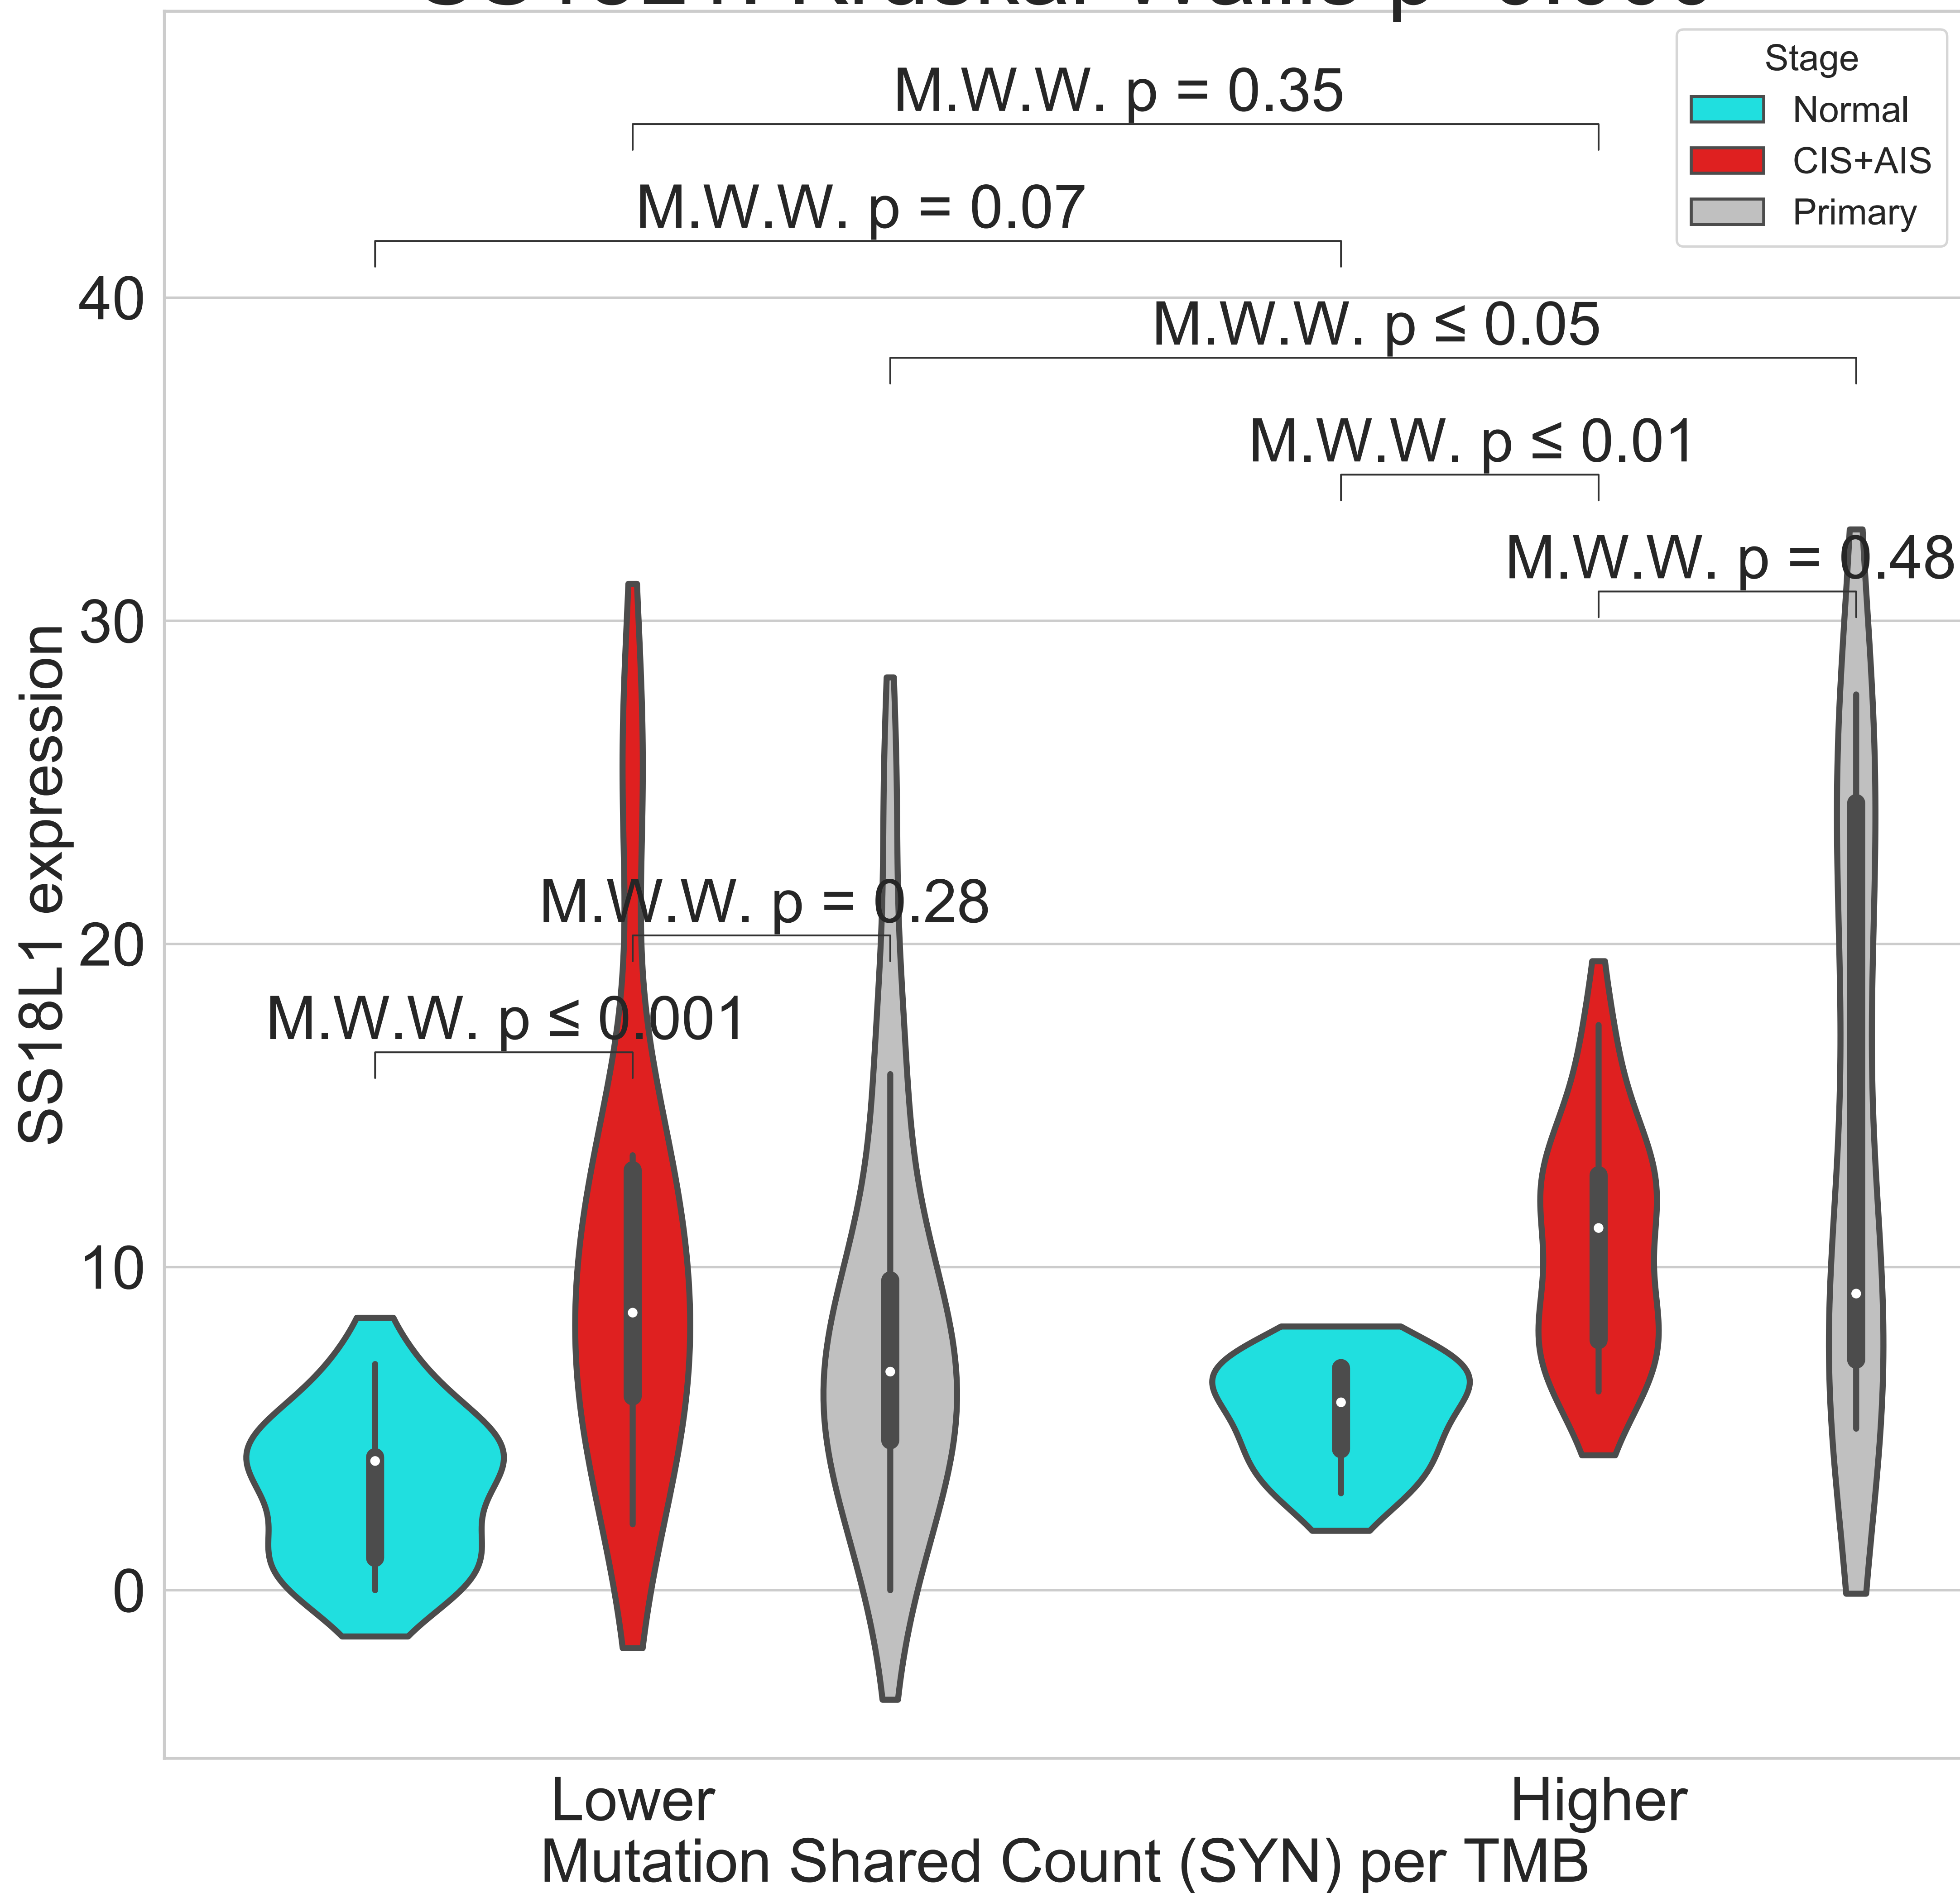 M.W.W. p = 0.35
Stage
Normal
CIS+AIS
Primary
M.W.W. p = 0.07
40
M.W.W. p ≤ 0.05
M.W.W. p ≤ 0.01
M.W.W. p = 0.48
30
SS18L1 expression
M.W.W. p = 0.28
20
M.W.W. p ≤ 0.001
10
0
Lower
Higher
Mutation Shared Count (SYN) per TMB